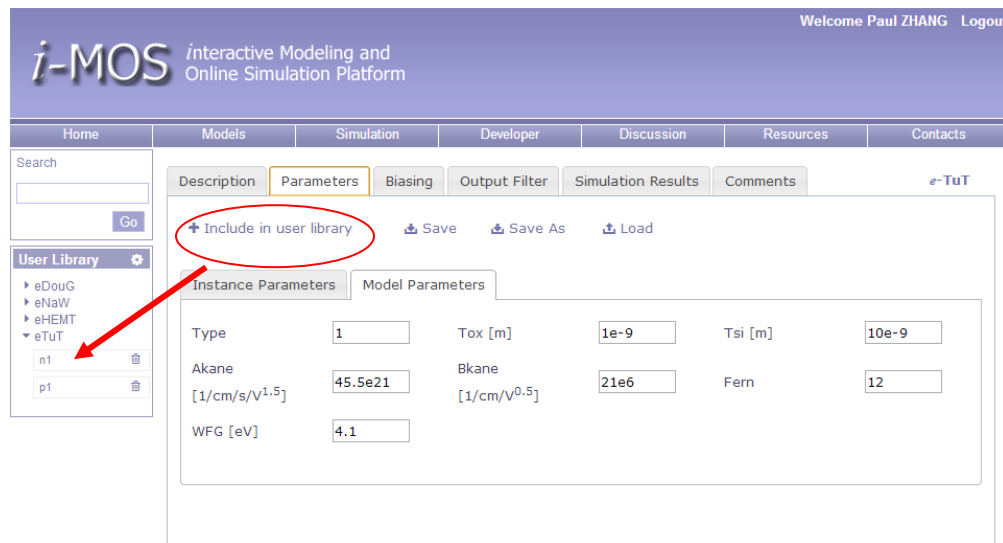 Welcome Paul ZHANG Logou
i-MOS interactive Modeling and
Online Simulation Platform
Home Models Simulation Developer Discussion Resources Contacts
Search
Go
User Library
eDouG
eNaW
eHEMT
eTuT
n1
p1
Description Parameters Biasing Output Filter Simulation Results Comments e-TuT
+ Include in user library Save Save As Load
Instance Parameters Model Parameters
Type 1 Tox [m] 1e-9 Tsi [m] 10e-9
Akane [1/cm/s/V^1.5] 45.5e21 Bkane [1/cm/V^0.5] 21e6 Fern 12
WFG [eV] 4.1